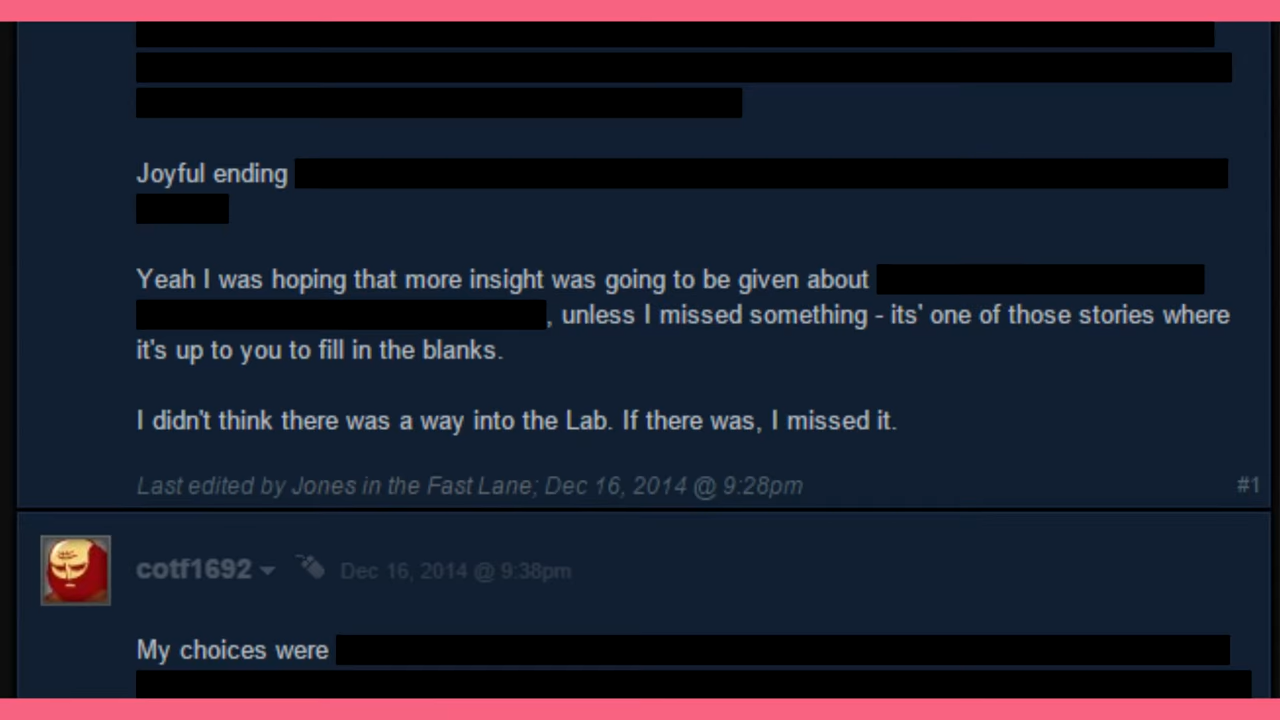 Joyful ending
Yeah I was hoping that more insight was going to be given about
, unless I missed something - its' one of those stories where
it's up to you to fill in the blanks.
I didn't think there was a way into the Lab. If there was, I missed it.
Last edited by Jones in the Fast Lane; Dec 16, 2014 @ 9:28pm
#1
cotf1692 Dec 16, 2014 @ 9:38pm
My choices were